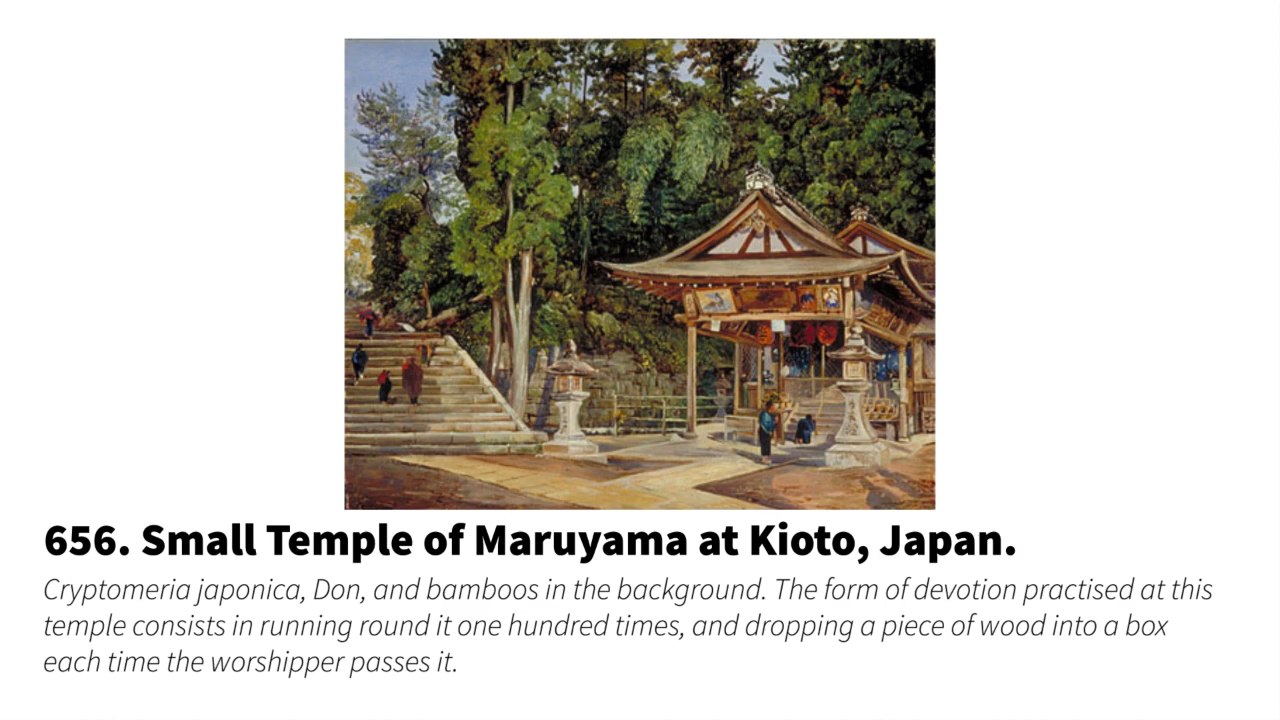 656. Small Temple of Maruyama at Kioto, Japan.
Cryptomeria japonica, Don, and bamboos in the background. The form of devotion practised at this
temple consists in running round it one hundred times, and dropping a piece of wood into a box
each time the worshipper passes it.